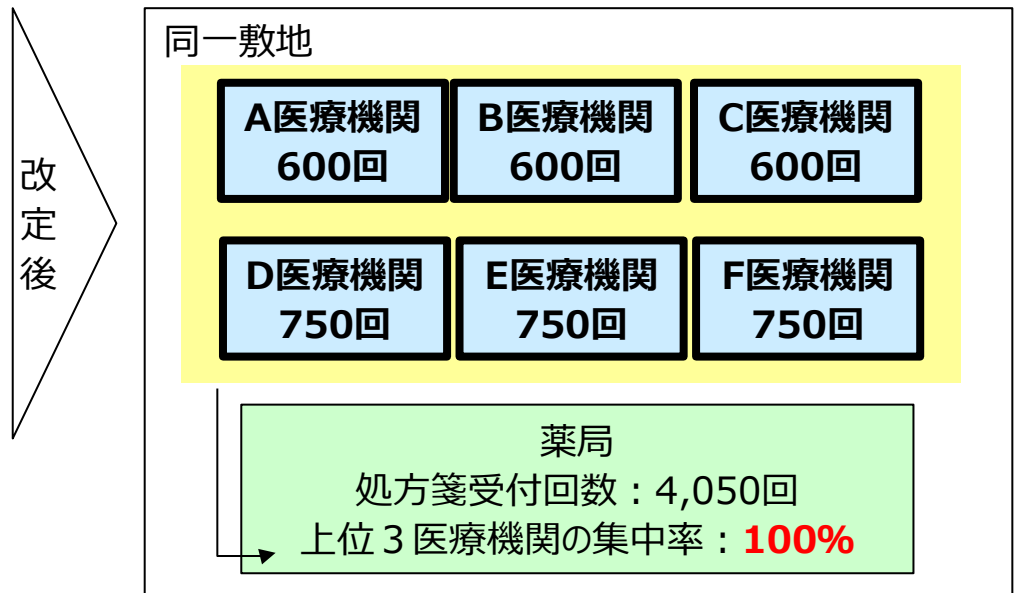 改定後
同一敷地
A医療機関
600回
B医療機関
600回
C医療機関
600回
D医療機関
750回
E医療機関
750回
F医療機関
750回
薬局
処方箋受付回数：4,050回
上位３医療機関の集中率：100%